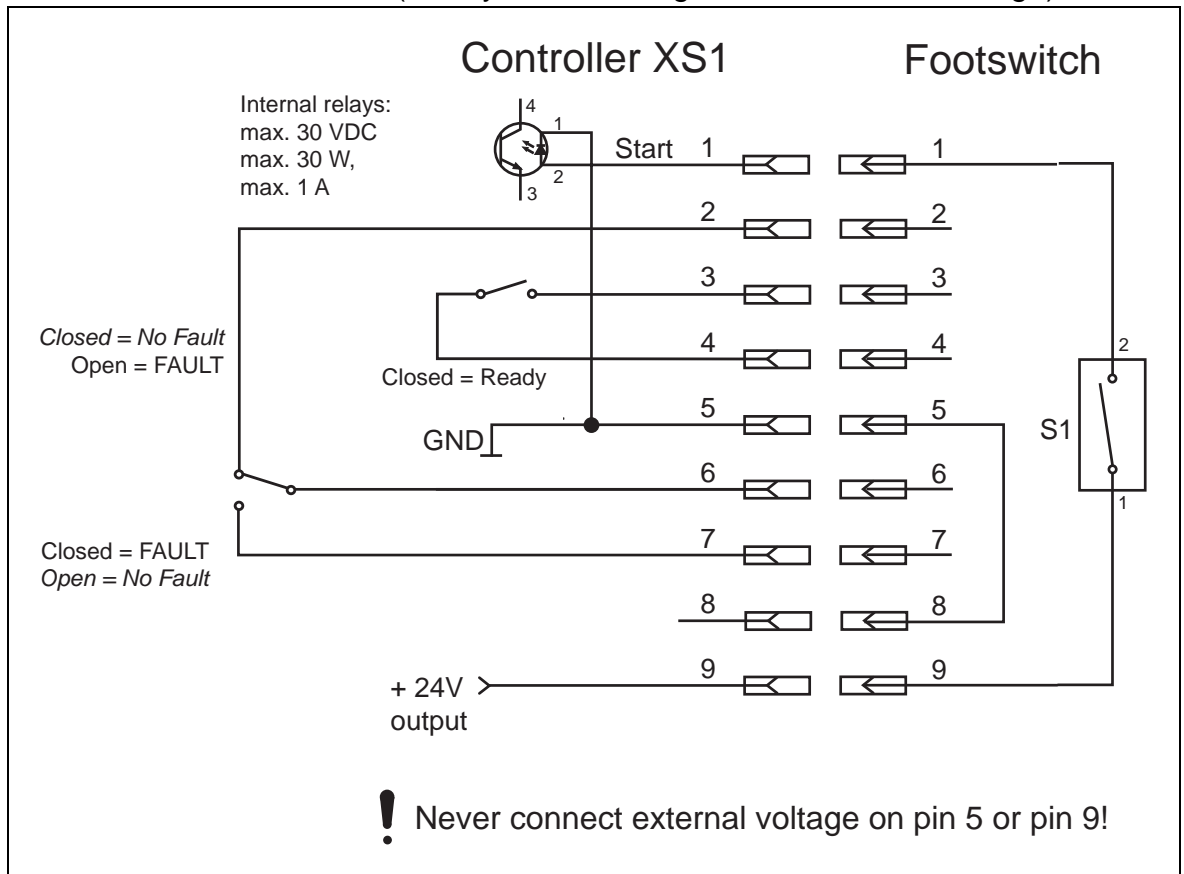 Controller XS1
Footswitch
Internal relays:
max. 30 VDC
max. 30 W,
max. 1 A
4
1
2
3
Start 1
1
2
2
3
3
4
4
Closed = No Fault
Open = FAULT
Closed = Ready
2
S1
1
5
5
GND
6
6
7
7
Closed = FAULT
Open = No Fault
8
8
9
9
+ 24V
output
! Never connect external voltage on pin 5 or pin 9!